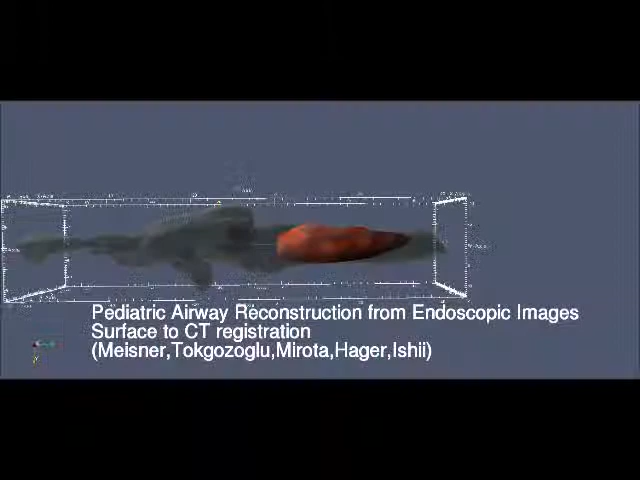 Pediatric Airway Reconstruction from Endoscopic Images
Surface to CT registration
(Meisner,Tokgozoglu,Mirota,Hager,Ishii)